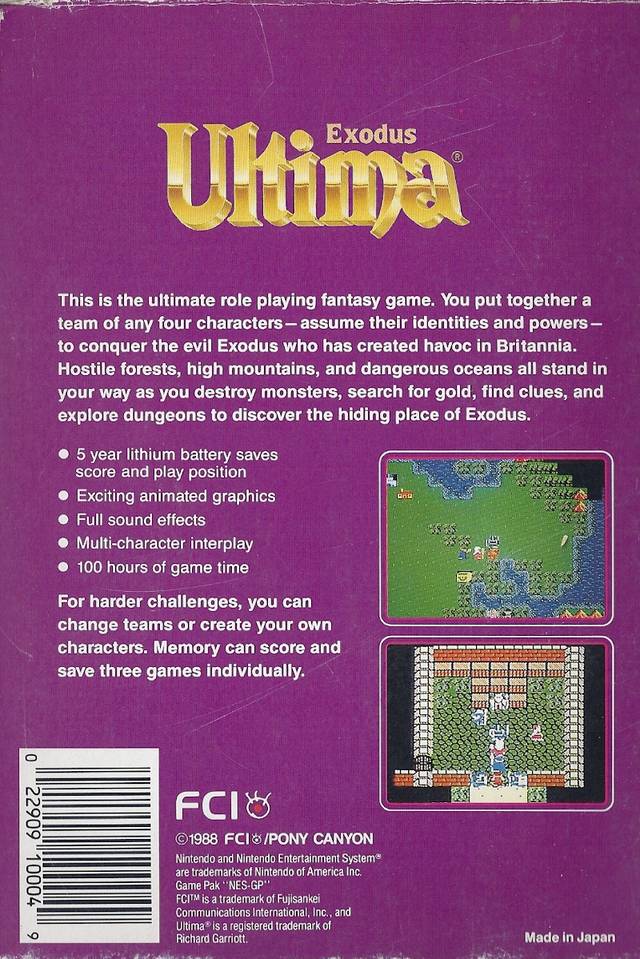 Exodus
Ultima®
This is the ultimate role playing fantasy game. You put together a
team of any four characters—assume their identities and powers—
to conquer the evil Exodus who has created havoc in Britannia.
Hostile forests, high mountains, and dangerous oceans all stand in
your way as you destroy monsters, search for gold, find clues, and
explore dungeons to discover the hiding place of Exodus.
● 5 year lithium battery saves
score and play position
● Exciting animated graphics
● Full sound effects
● Multi-character interplay
● 100 hours of game time
For harder challenges, you can
change teams or create your own
characters. Memory can score and
save three games individually.
0 22909 10004 9
FCI
©1988 FCI/PONY CANYON
Nintendo and Nintendo Entertainment System®
are trademarks of Nintendo of America Inc.
Game Pak "NES-GP"
FCI™ is a trademark of Fujisankei
Communications International, Inc., and
Ultima® is a registered trademark of
Richard Garriott.
Made in Japan